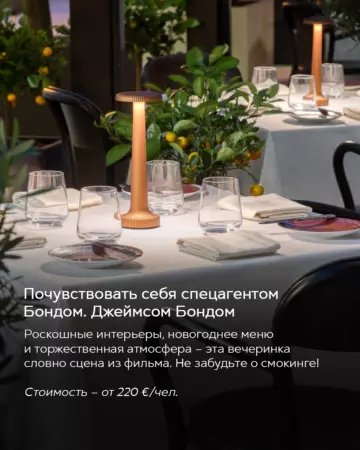 Почувствовать себя спецагентом
Бондом. Джеймсом Бондом
Роскошные интерьеры, новогоднее меню
и торжественная атмосфера – эта вечеринка
словно сцена из фильма. Не забудьте о смокинге!
Стоимость – от 220 €/чел.